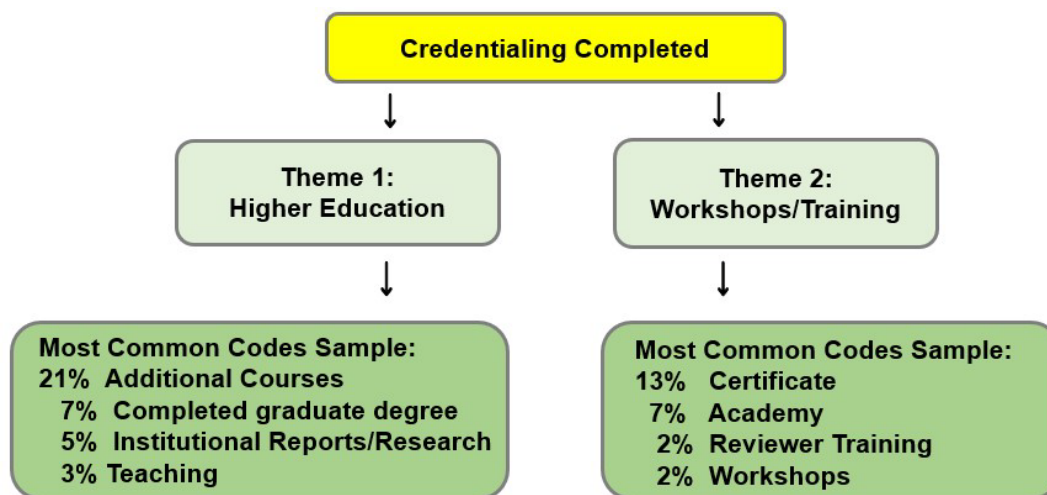 Credentialing Completed
Theme 1:
Higher Education
Theme 2:
Workshops/Training
Most Common Codes Sample:
21% Additional Courses
7% Completed graduate degree
5% Institutional Reports/Research
3% Teaching
Most Common Codes Sample:
13% Certificate
7% Academy
2% Reviewer Training
2% Workshops